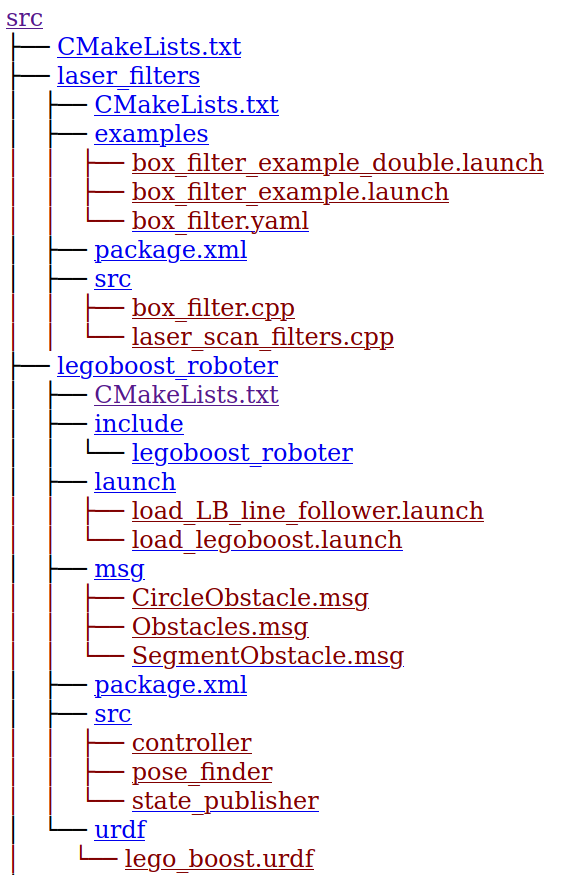 src
├── CMakeLists.txt
├── laser_filters
│   ├── CMakeLists.txt
│   ├── examples
│   │   ├── box_filter_example_double.launch
│   │   ├── box_filter_example.launch
│   │   └── box_filter.yaml
│   ├── package.xml
│   ├── src
│   │   ├── box_filter.cpp
│   │   └── laser_scan_filters.cpp
├── legoboost_roboter
│   ├── CMakeLists.txt
│   ├── include
│   │   └── legoboost_roboter
│   ├── launch
│   │   ├── load_LB_line_follower.launch
│   │   └── load_legoboost.launch
│   ├── msg
│   │   ├── CircleObstacle.msg
│   │   ├── Obstacles.msg
│   │   └── SegmentObstacle.msg
│   ├── package.xml
│   ├── src
│   │   ├── controller
│   │   ├── pose_finder
│   │   └── state_publisher
│   └── urdf
│       └── lego_boost.urdf